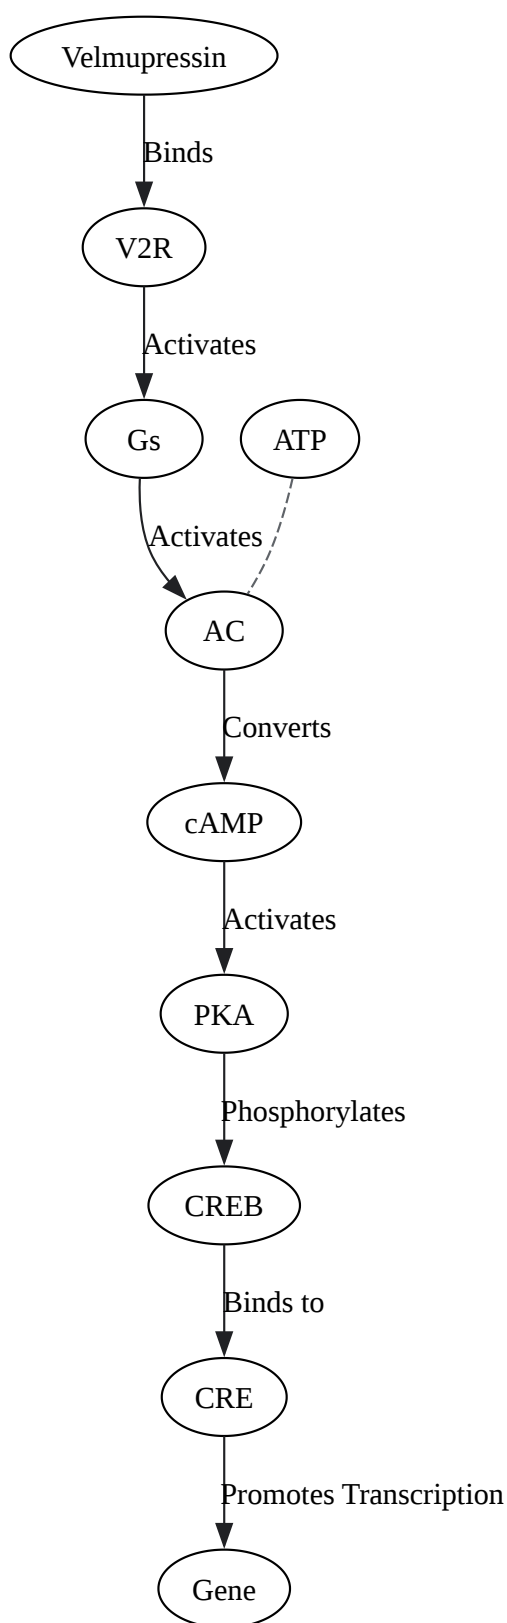 Velmupressin
Binds
V2R
Activates
Gs
ATP
Activates
AC
Converts
cAMP
Activates
PKA
Phosphorylates
CREB
Binds to
CRE
Promotes Transcription
Gene